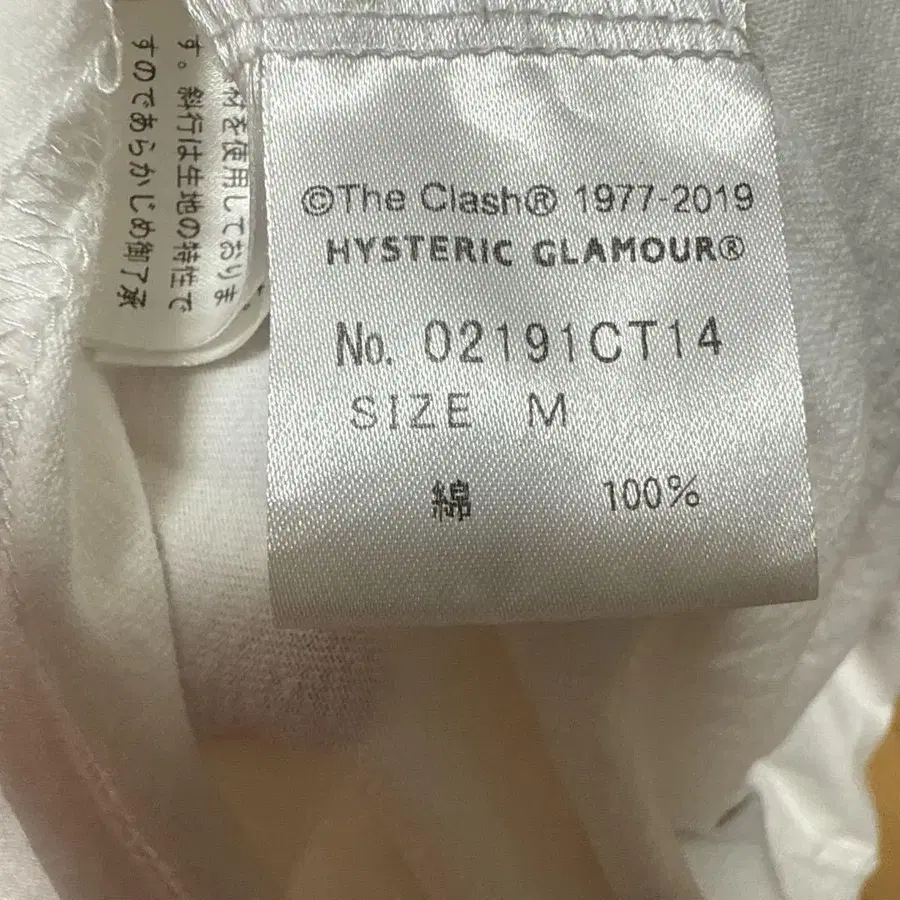 ©The Clash® 1977-2019
HYSTERIC GLAMOUR®
No. 02191CT14
SIZE M
綿 100%
材を使用しておりま
す。斜行は生地の特性で
すのであらかじめ御了承